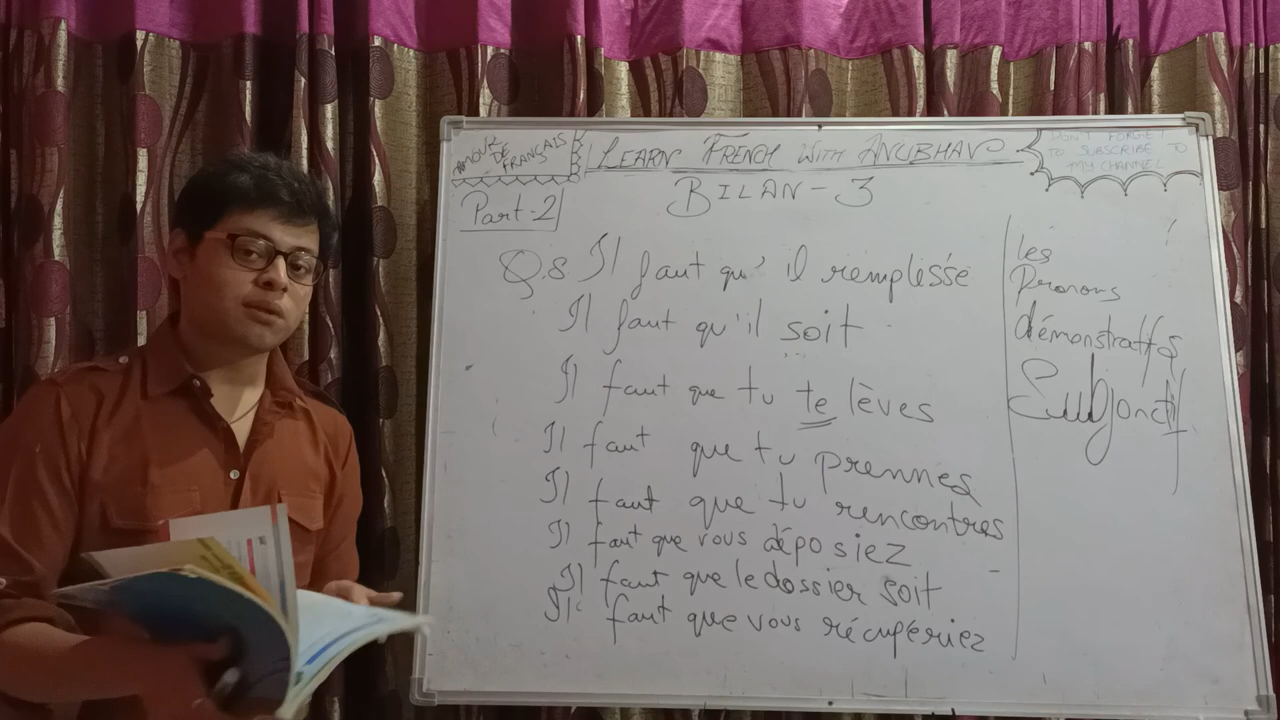 AMOUR DE FRANÇAIS
LEARN FRENCH WITH ANUBHAV
DON'T FORGET
TO SUBSCRIBE TO
MY CHANNEL
BILAN - 3
Part-2
Q.8 Il faut qu' il remplisse
Il faut qu'il soit
Il faut que tu te lèves
Il faut que tu prennes
Il faut que tu rencontres
Il faut que vous déposiez
Il faut que le dossier soit
Il faut que vous récupériez
les
Pronoms
démonstratifs
Subjonctif